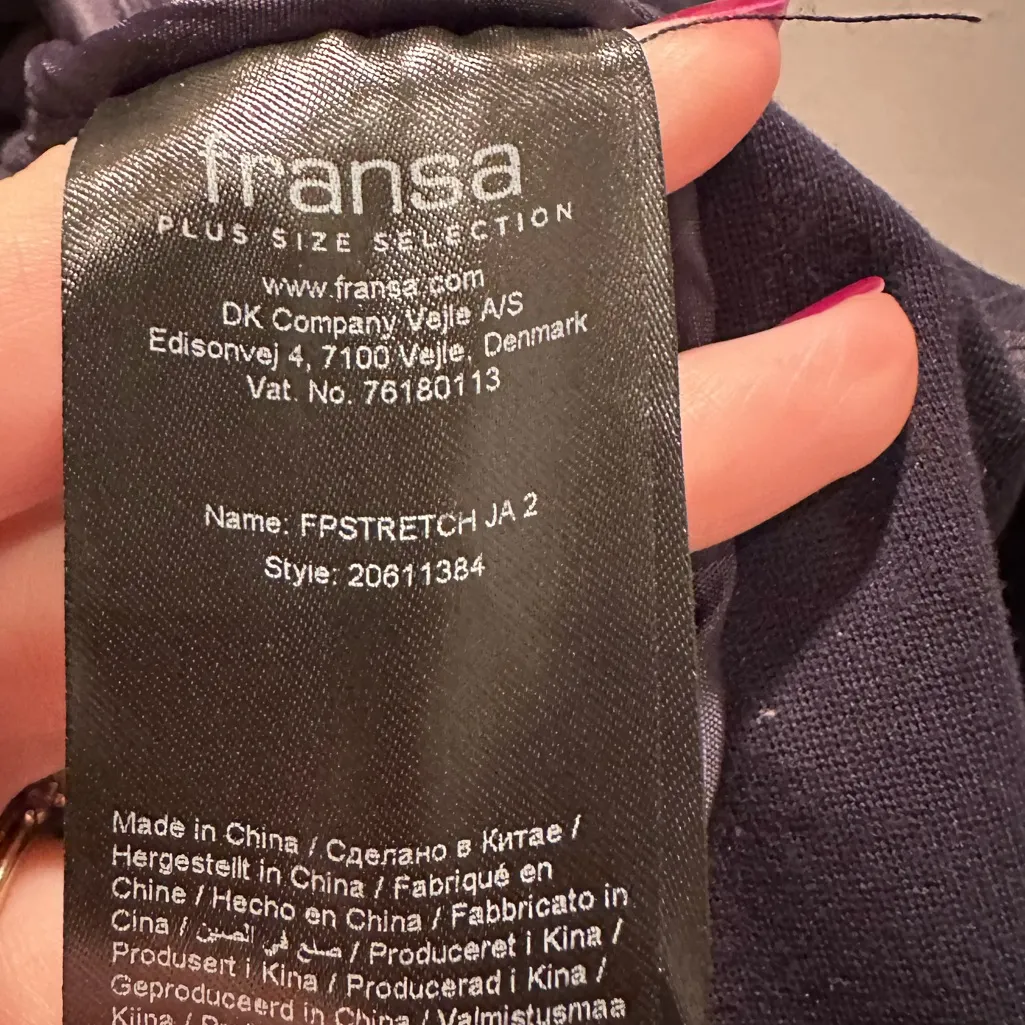 fransa
PLUS SIZE SELECTION
www.fransa.com
DK Company Vejle A/S
Edisonvej 4, 7100 Vejle, Denmark
Vat. No. 76180113
Name: FPSTRETCH JA 2
Style: 20611384
Made in China / Сделано в Китае /
Hergestellt in China / Fabriqué en
Chine / Hecho en China / Fabbricato in
Cina / صنع في الصين / Produceret i Kina /
Produsert i Kina / Producerad i Kina /
Geproduceerd in China / Valmistusmaa
Kiina /